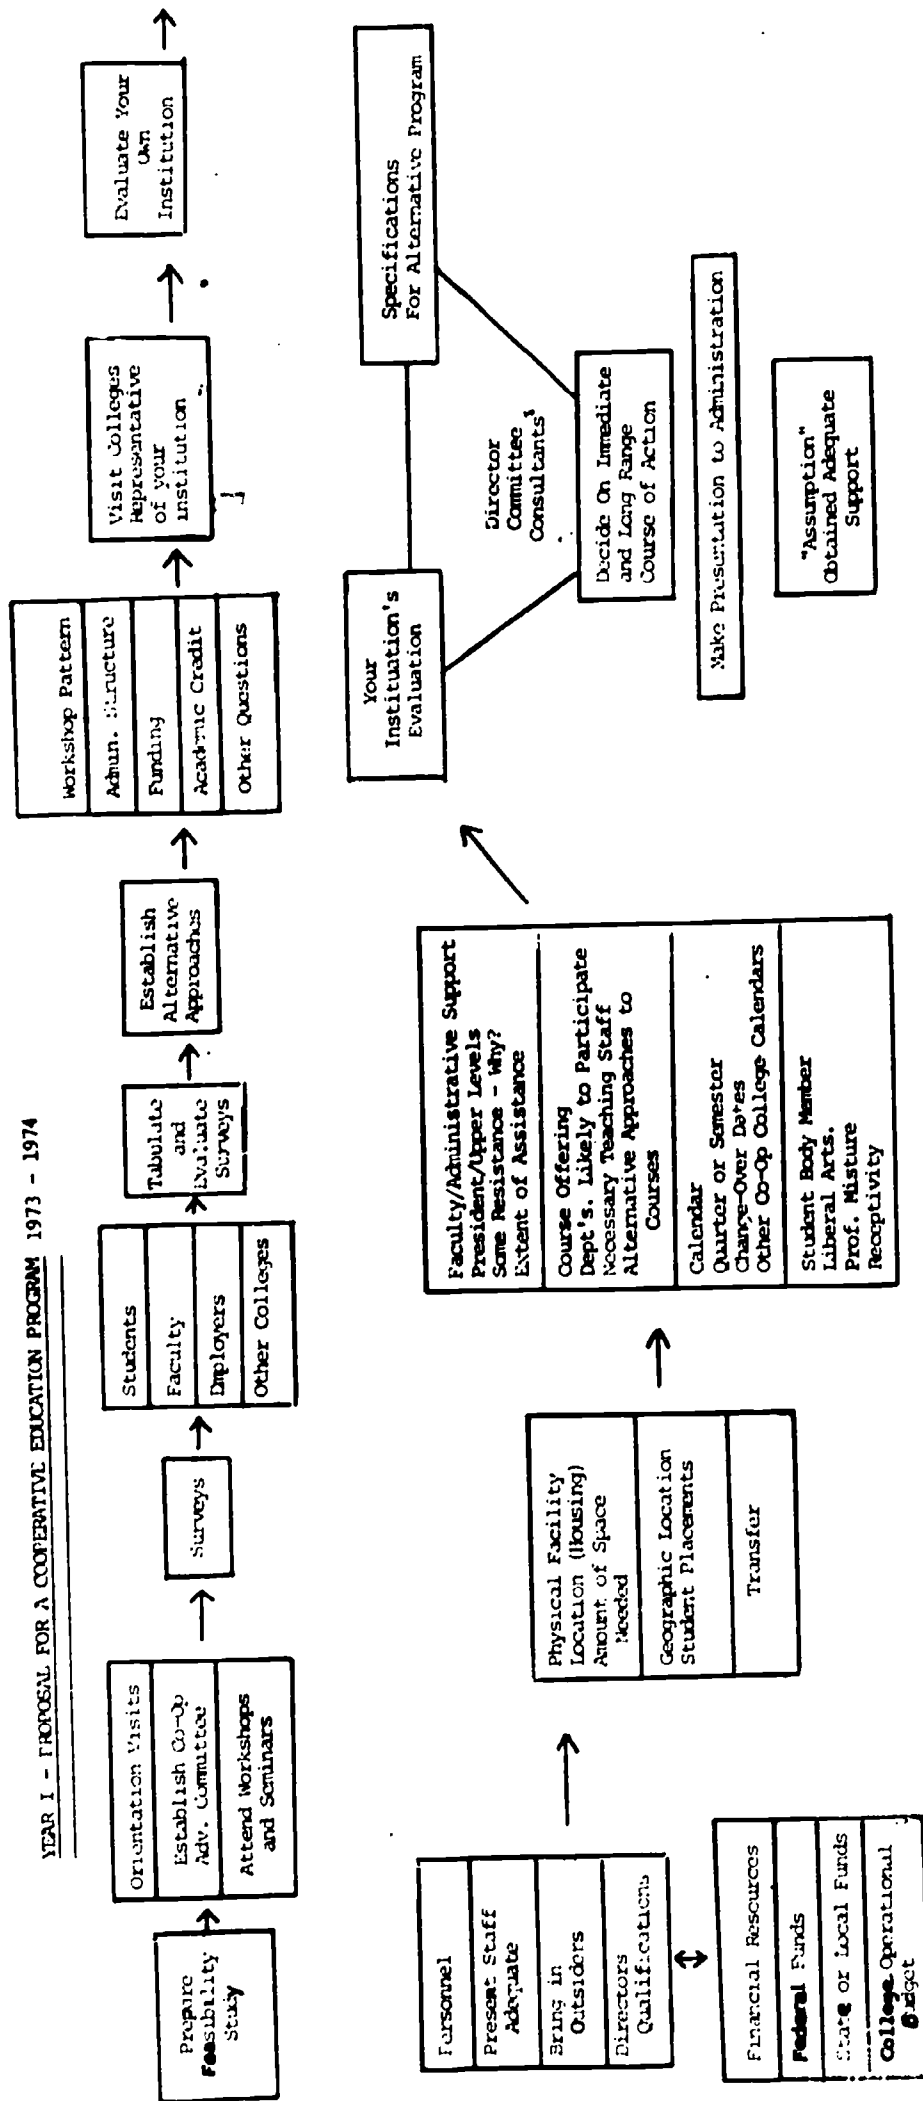 YEAR I - PROPOSAL FOR A COOPERATIVE EDUCATION PROGRAM 1973 - 1974
Prepare
Feasibility
Study
Orientation Visits
Establish Co-Op
Adv. Committee
Attend Workshops
and Seminars
Surveys
Students
Faculty
Employers
Other Colleges
Tabulate
and
Evaluate
Surveys
Establish
Alternative
Approaches
Workshop Pattern
Admn. Structure
Funding
Academic Cradit
Other Questions
Visit Colleges
Representative
of your
institution
Evaluate Your
Own
Institution
Personnel
Present Staff
Adequate
Bring in
Outsiders
Directors
Qualifications
Financial Resources
Federal Funds
State or Local Funds
College Operational
Budget
Physical Facility
Location (Housing)
Amount of Space
Needed
Geographic Location
Student Placements
Transfer
Faculty/Administrative Support
President/Upper Levels
Some Resistance - Why?
Extent of Assistance
Course Offering
Dept's. Likely to Participate
Necessary Teaching Staff
Alternative Approaches to
Courses
Calendar
Quarter or Semester
Change-Over Dates
Other Co-Op College Calendars
Student Body Member
Liberal Arts.
Prof. Misture
Receptivity
Your
Instituation's
Evaluation
Specifications
For Alternative Program
Director
Committee
Consultants
Decide On Immediate
and Long Range
Course of Action
Make Presentation to Administration
"Assumption"
Obtained Adequate
Support